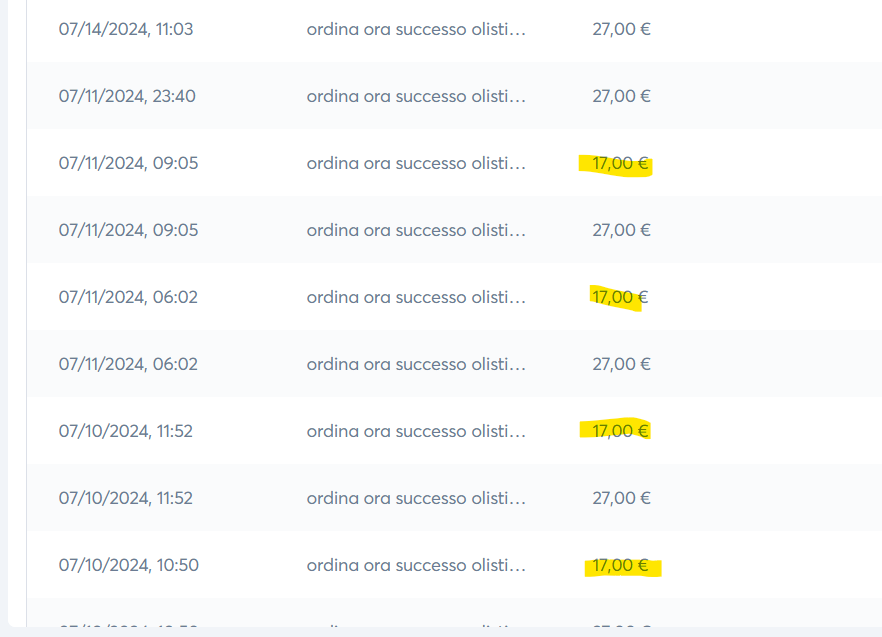 07/14/2024, 11:03 ordina ora successo olisti... 27,00 €
07/11/2024, 23:40 ordina ora successo olisti... 27,00 €
07/11/2024, 09:05 ordina ora successo olisti... 17,00 €
07/11/2024, 09:05 ordina ora successo olisti... 27,00 €
07/11/2024, 06:02 ordina ora successo olisti... 17,00 €
07/11/2024, 06:02 ordina ora successo olisti... 27,00 €
07/10/2024, 11:52 ordina ora successo olisti... 17,00 €
07/10/2024, 11:52 ordina ora successo olisti... 27,00 €
07/10/2024, 10:50 ordina ora successo olisti... 17,00 €